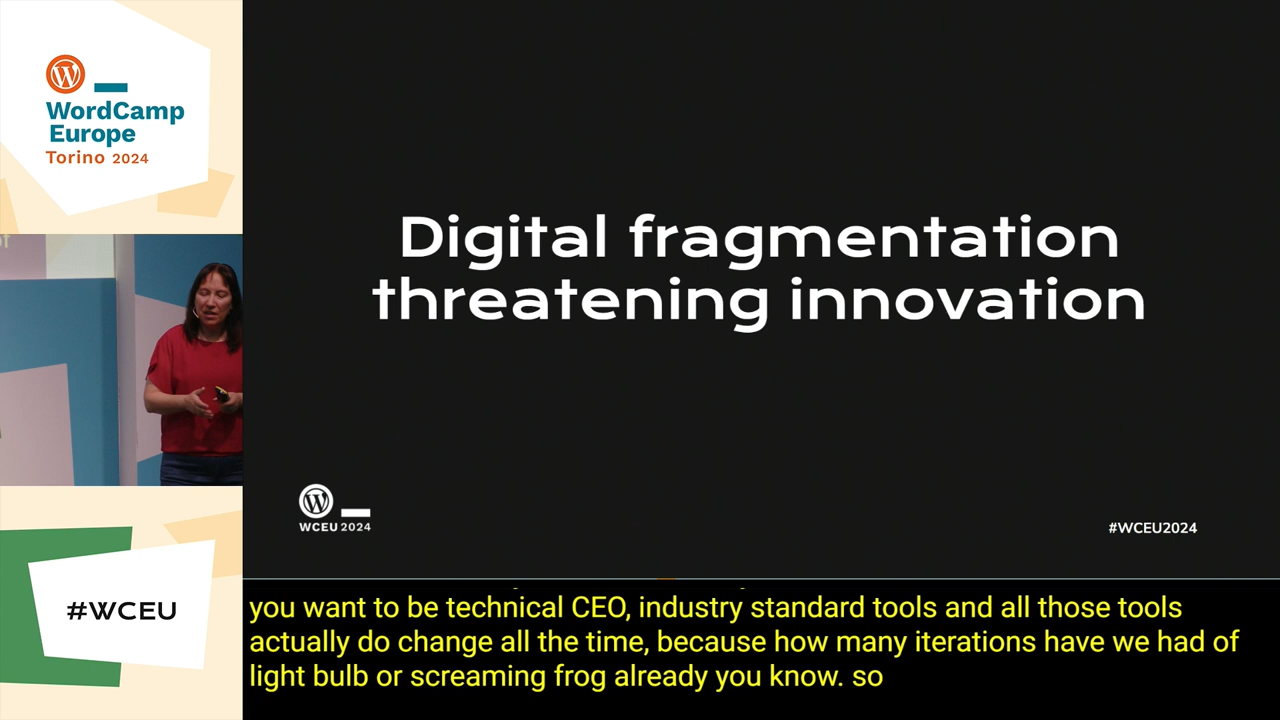 WordCamp
Europe
Torino 2024
Digital fragmentation
threatening innovation
WCEU 2024
#WCEU2024
#WCEU
you want to be technical CEO, industry standard tools and all those tools
actually do change all the time, because how many iterations have we had of
light bulb or screaming frog already you know. so